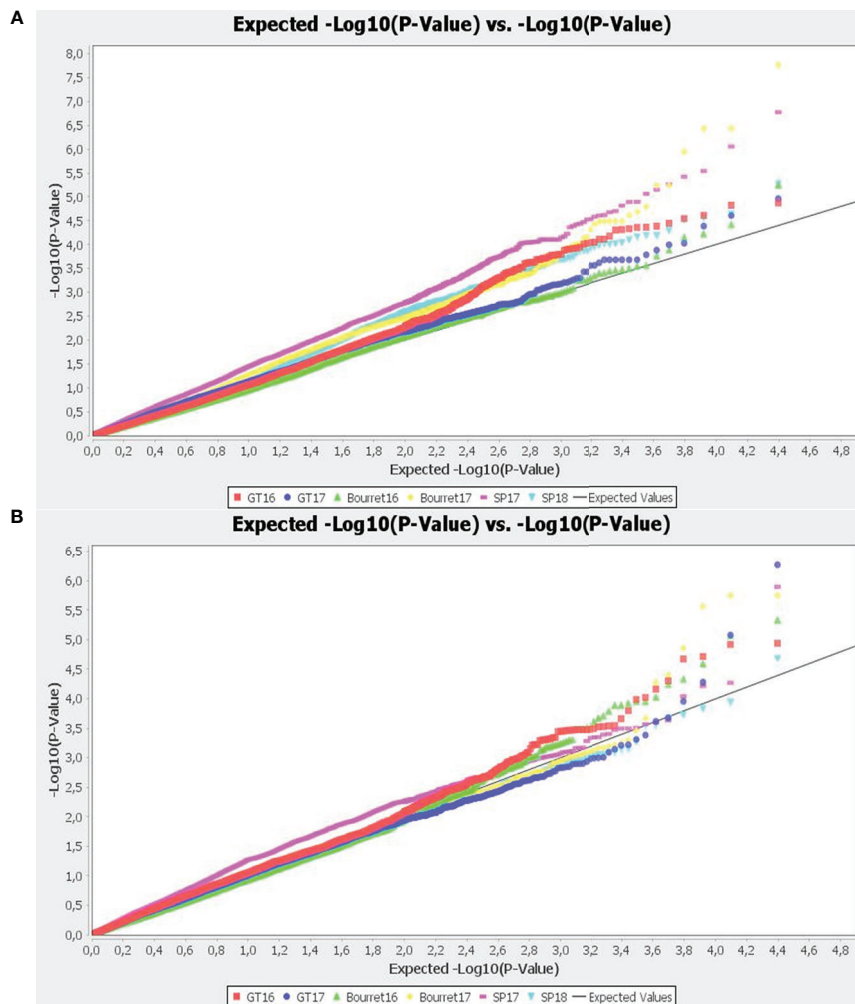 A
Expected -Log10(P-Value) vs. -Log10(P-Value)
8,0
7,5
7,0
6,5
6,0
5,5
5,0
4,5
4,0
3,5
3,0
2,5
2,0
1,5
1,0
0,5
0,0
-Log10(P-Value)
0,0 0,2 0,4 0,6 0,8 1,0 1,2 1,4 1,6 1,8 2,0 2,2 2,4 2,6 2,8 3,0 3,2 3,4 3,6 3,8 4,0 4,2 4,4 4,6 4,8
Expected -Log10(P-Value)
GT16 GT17 Bourret16 Bourret17 SP17 SP18 Expected Values
B
Expected -Log10(P-Value) vs. -Log10(P-Value)
6,5
6,0
5,5
5,0
4,5
4,0
3,5
3,0
2,5
2,0
1,5
1,0
0,5
0,0
-Log10(P-Value)
0,0 0,2 0,4 0,6 0,8 1,0 1,2 1,4 1,6 1,8 2,0 2,2 2,4 2,6 2,8 3,0 3,2 3,4 3,6 3,8 4,0 4,2 4,4 4,6 4,8
Expected -Log10(P-Value)
GT16 GT17 Bourret16 Bourret17 SP17 SP18 Expected Values